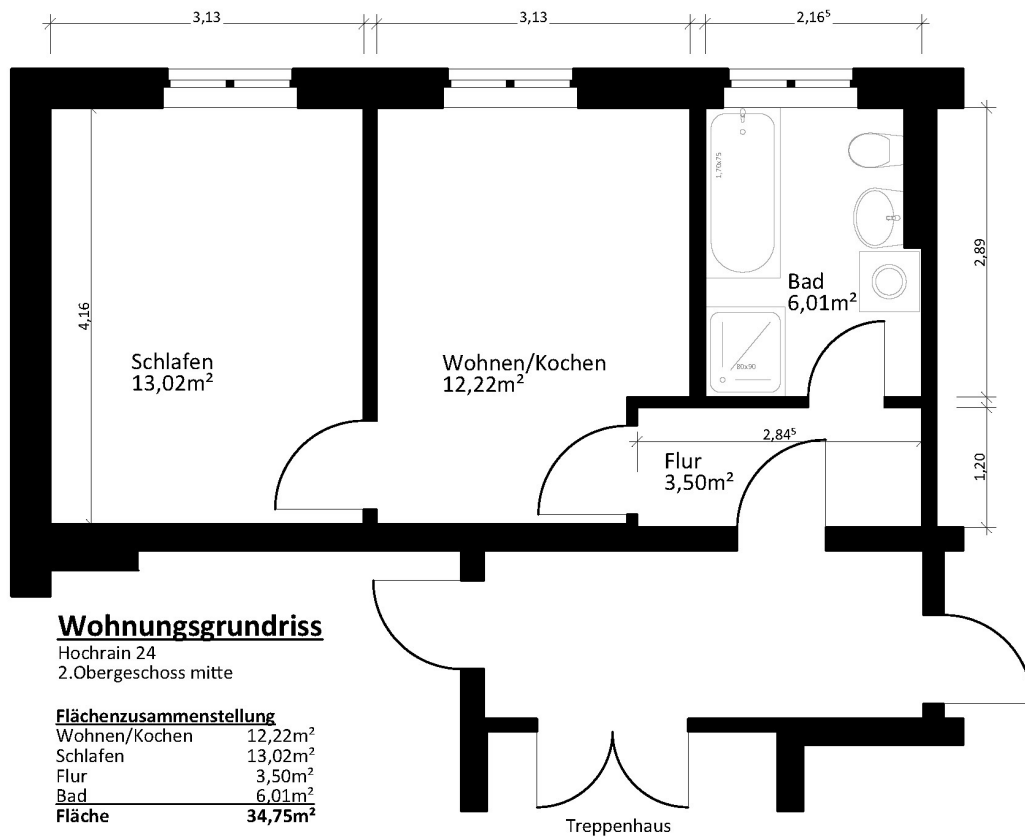 3,13
3,13
2,16⁵
1,70x75
2,89
Bad
6,01m²
4,16
Schlafen
13,02m²
Wohnen/Kochen
12,22m²
80x90
2,84⁵
Flur
3,50m²
1,20
Wohnungsgrundriss
Hochrain 24
2.Obergeschoss mitte
Flächenzusammenstellung
Wohnen/Kochen 12,22m²
Schlafen 13,02m²
Flur 3,50m²
Bad 6,01m²
Fläche 34,75m²
Treppenhaus